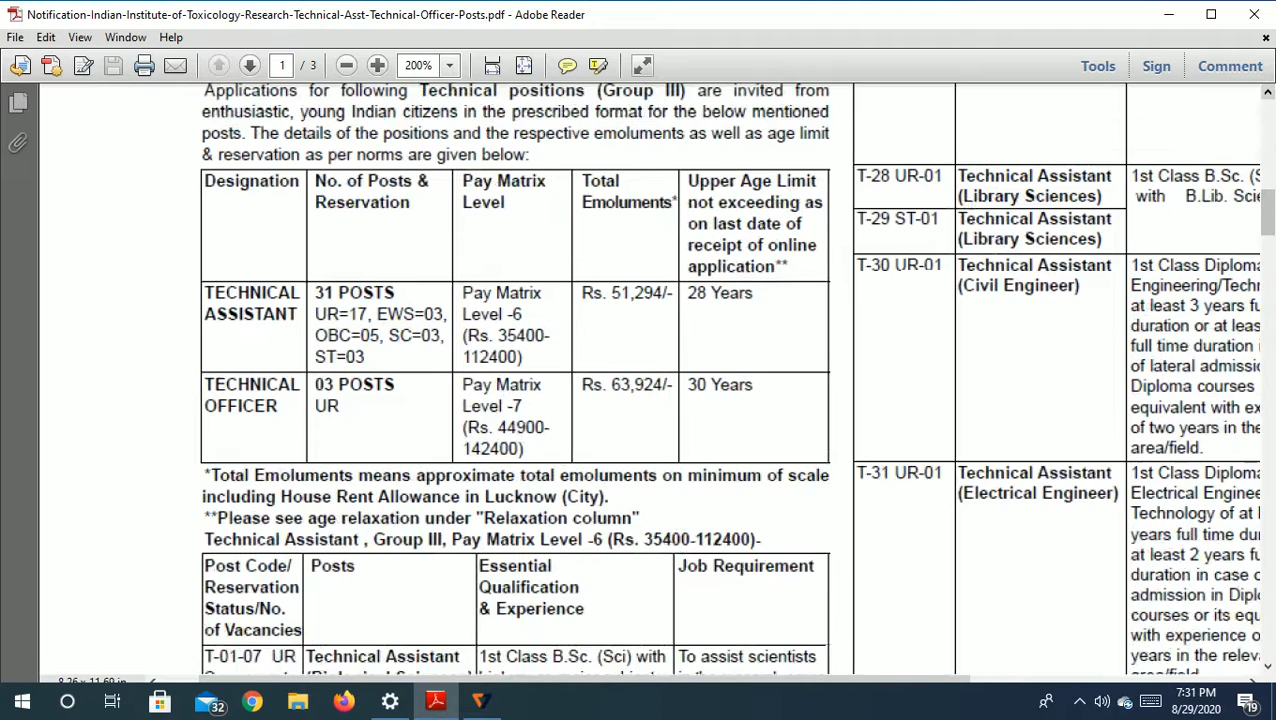 Notification-Indian-Institute-of-Toxicology-Research-Technical-Asst-Technical-Officer-Posts.pdf - Adobe Reader
File Edit View Window Help
1 / 3 200% Tools Sign Comment
Applications for following Technical positions (Group III) are invited from
enthusiastic, young Indian citizens in the prescribed format for the below mentioned
posts. The details of the positions and the respective emoluments as well as age limit
& reservation as per norms are given below:
Designation
No. of Posts &
Reservation
Pay Matrix
Level
Total
Emoluments*
Upper Age Limit
not exceeding as
on last date of
receipt of online
application**
TECHNICAL
ASSISTANT
31 POSTS
UR=17, EWS=03,
OBC=05, SC=03,
ST=03
Pay Matrix
Level -6
(Rs. 35400-
112400)
Rs. 51,294/-
28 Years
TECHNICAL
OFFICER
03 POSTS
UR
Pay Matrix
Level -7
(Rs. 44900-
142400)
Rs. 63,924/-
30 Years
*Total Emoluments means approximate total emoluments on minimum of scale
including House Rent Allowance in Lucknow (City).
**Please see age relaxation under "Relaxation column"
Technical Assistant , Group III, Pay Matrix Level -6 (Rs. 35400-112400)-
Post Code/
Reservation
Status/No.
of Vacancies
Posts
Essential
Qualification
& Experience
Job Requirement
T-01-07 UR
Technical Assistant
1st Class B.Sc. (Sci) with
To assist scientists
T-28 UR-01
Technical Assistant
(Library Sciences)
1st Class B.Sc. (S
with B.Lib. Scie
T-29 ST-01
Technical Assistant
(Library Sciences)
T-30 UR-01
Technical Assistant
(Civil Engineer)
1st Class Diploma
Engineering/Techn
at least 3 years fu
duration or at leas
full time duration i
of lateral admissi
Diploma courses
equivalent with ex
of two years in the
area/field.
T-31 UR-01
Technical Assistant
(Electrical Engineer)
1st Class Diploma
Electrical Enginee
Technology of at l
years full time du
at least 2 years fu
duration in case o
admission in Dipl
courses or its equ
with experience o
years in the relev
area/field
8.26 x 11.69 in
32
7:31 PM
8/29/2020
19